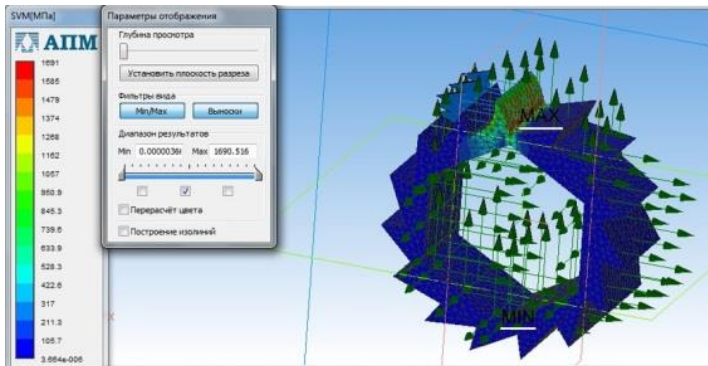 SVM[МПа]
АПМ
1691
1585
1479
1374
1268
1162
1057
950.9
845.3
739.6
633.9
528.3
422.6
317
211.3
105.7
3.664e-006
Параметры отображения
Глубина просмотра
Установить плоскость разреза
Фильтры вида
Min/Max Выноски
Диапазон результатов
Min 0.0000036 Max 1690.516
Перерасчёт цвета
Построение изолиний
MAX
MIN
X